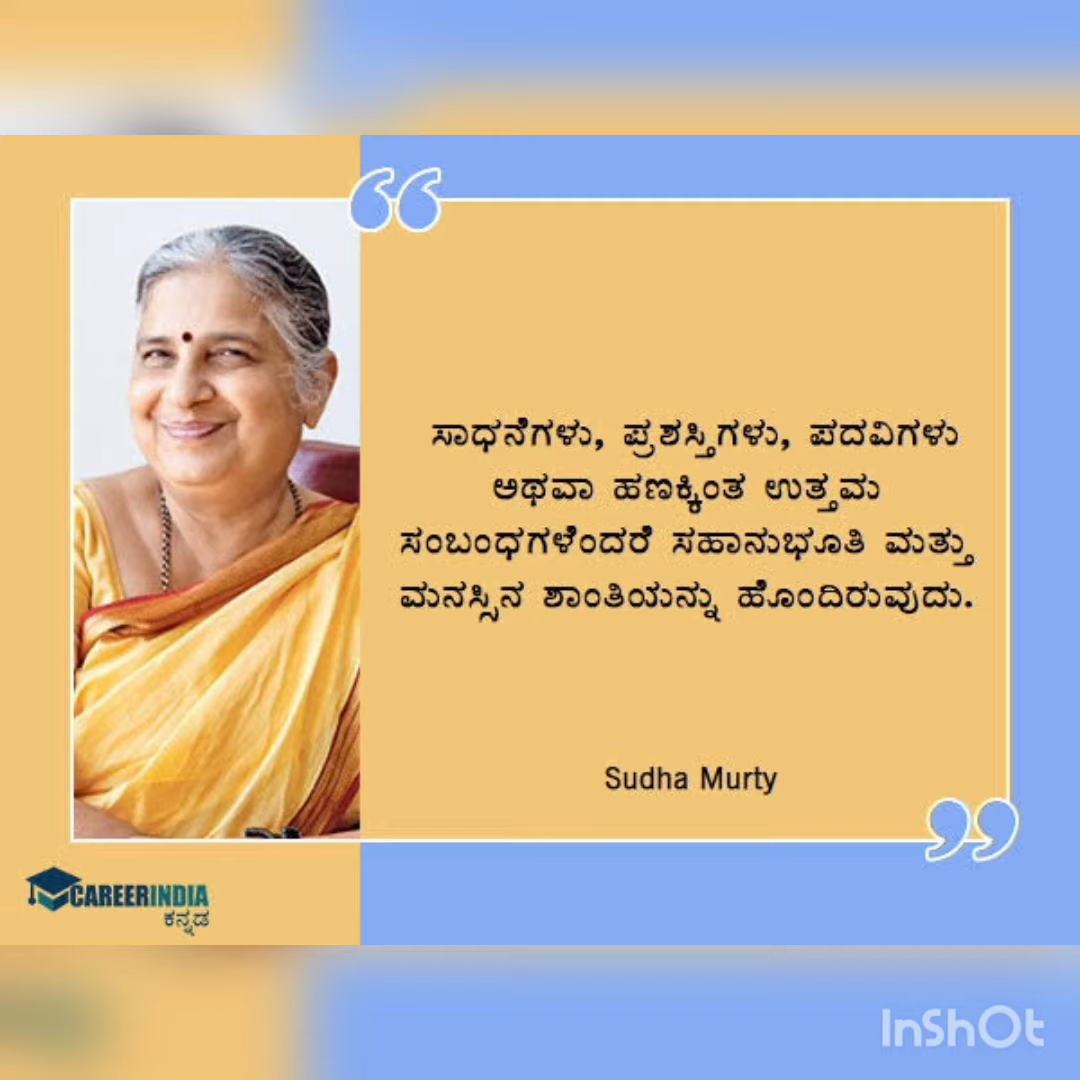 ಸಾಧನೆಗಳು, ಪ್ರಶಸ್ತಿಗಳು, ಪದವಿಗಳು
ಅಥವಾ ಹಣಕ್ಕಿಂತ ಉತ್ತಮ
ಸಂಬಂಧಗಳೆಂದರೆ ಸಹಾನುಭೂತಿ ಮತ್ತು
ಮನಸ್ಸಿನ ಶಾಂತಿಯನ್ನು ಹೊಂದಿರುವುದು.
Sudha Murty
CAREERINDIA
ಕನ್ನಡ
InShOt